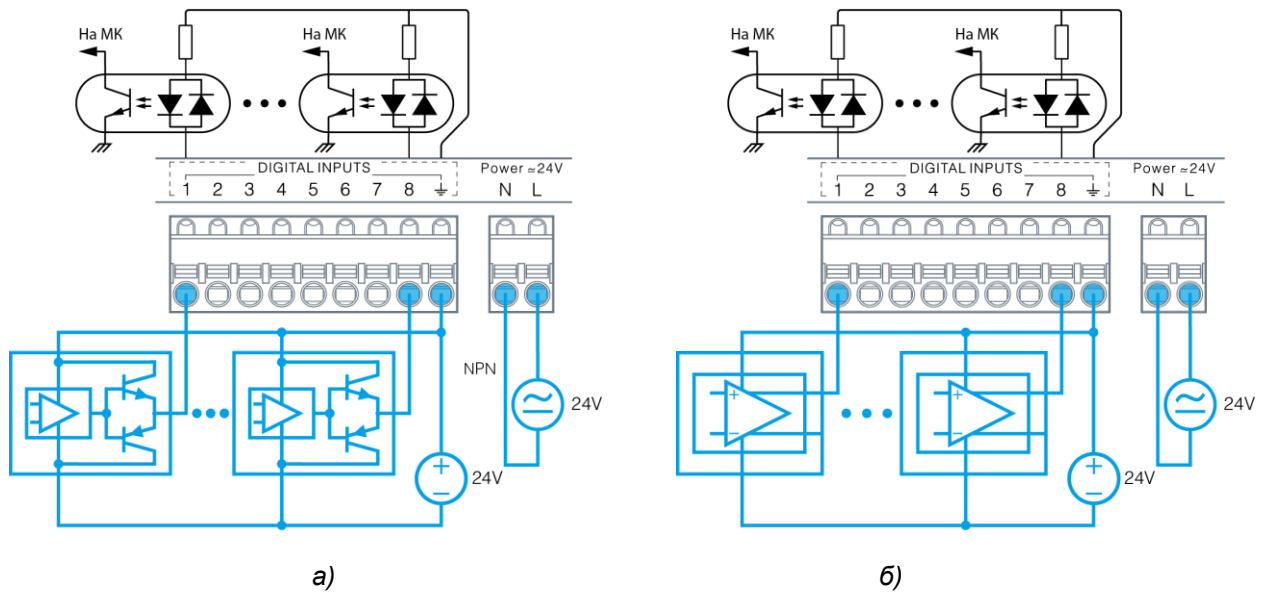 На МК На МК
DIGITAL INPUTS Power ≃24V
1 2 3 4 5 6 7 8 ⏚ N L
NPN
24V
+
−
24V
а)
На МК На МК
DIGITAL INPUTS Power ≃24V
1 2 3 4 5 6 7 8 ⏚ N L
+ +
− −
24V
+
−
24V
б)